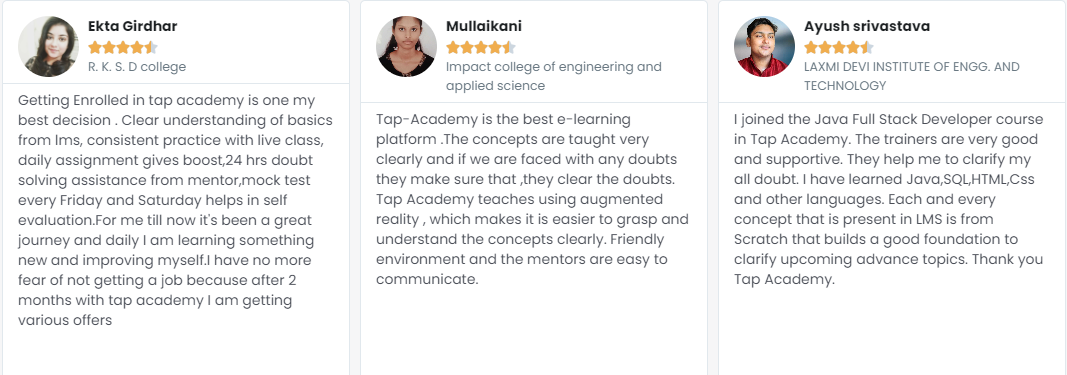 Ekta Girdhar
R. K. S. D college
Getting Enrolled in tap academy is one my
best decision . Clear understanding of basics
from lms, consistent practice with live class,
daily assignment gives boost,24 hrs doubt
solving assistance from mentor,mock test
every Friday and Saturday helps in self
evaluation.For me till now it's been a great
journey and daily I am learning something
new and improving myself.I have no more
fear of not getting a job because after 2
months with tap academy I am getting
various offers
Mullaikani
Impact college of engineering and
applied science
Tap-Academy is the best e-learning
platform .The concepts are taught very
clearly and if we are faced with any doubts
they make sure that ,they clear the doubts.
Tap Academy teaches using augmented
reality , which makes it is easier to grasp and
understand the concepts clearly. Friendly
environment and the mentors are easy to
communicate.
Ayush srivastava
LAXMI DEVI INSTITUTE OF ENGG. AND
TECHNOLOGY
I joined the Java Full Stack Developer course
in Tap Academy. The trainers are very good
and supportive. They help me to clarify my
all doubt. I have learned Java,SQL,HTML,Css
and other languages. Each and every
concept that is present in LMS is from
Scratch that builds a good foundation to
clarify upcoming advance topics. Thank you
Tap Academy.